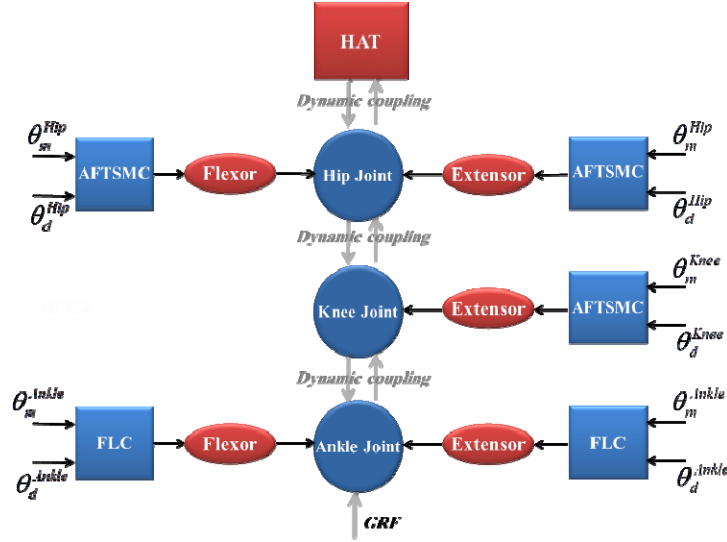 HAT
Dynamic coupling
θ_m^Hip
θ_m^Hip
AFTSMC
Flexor
Hip Joint
Extensor
AFTSMC
θ_d^Hip
θ_d^Hip
Dynamic coupling
θ_m^Knee
Knee Joint
Extensor
AFTSMC
θ_d^Knee
Dynamic coupling
θ_m^Ankle
θ_m^Ankle
FLC
Flexor
Ankle Joint
Extensor
FLC
θ_d^Ankle
θ_d^Ankle
GRF